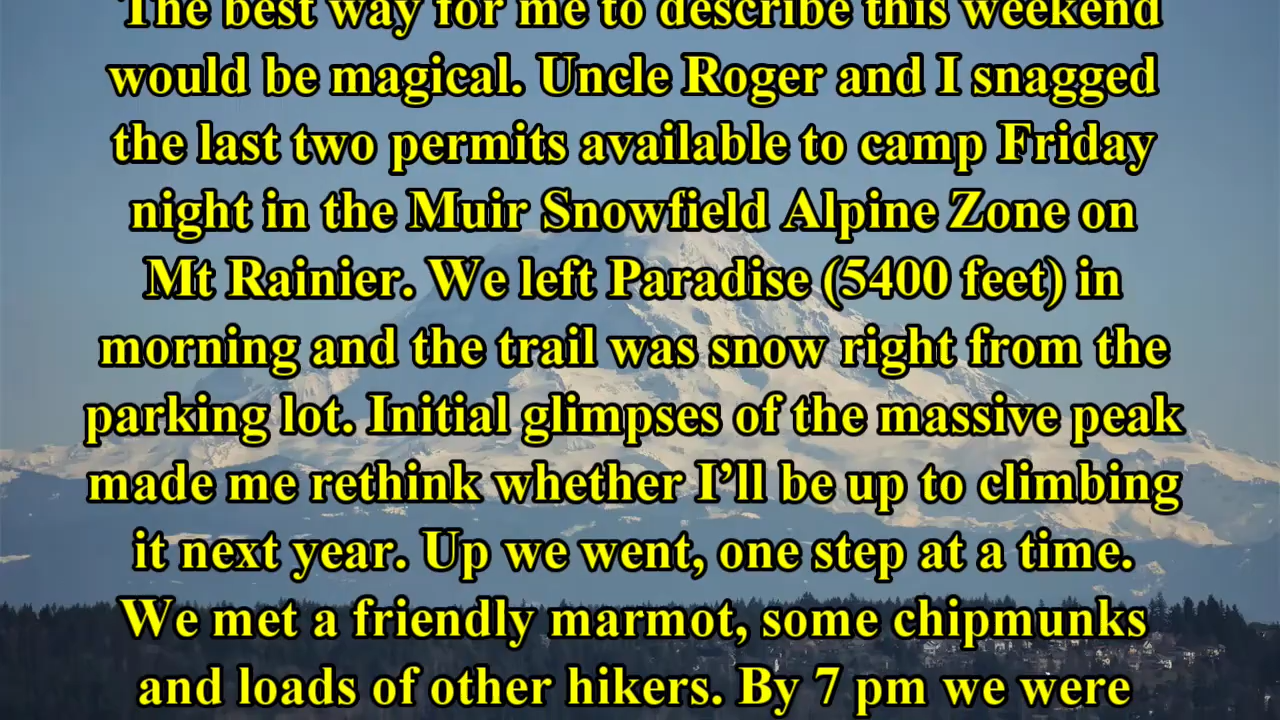 The best way for me to describe this weekend
would be magical. Uncle Roger and I snagged
the last two permits available to camp Friday
night in the Muir Snowfield Alpine Zone on
Mt Rainier. We left Paradise (5400 feet) in
morning and the trail was snow right from the
parking lot. Initial glimpses of the massive peak
made me rethink whether I’ll be up to climbing
it next year. Up we went, one step at a time.
We met a friendly marmot, some chipmunks
and loads of other hikers. By 7 pm we were